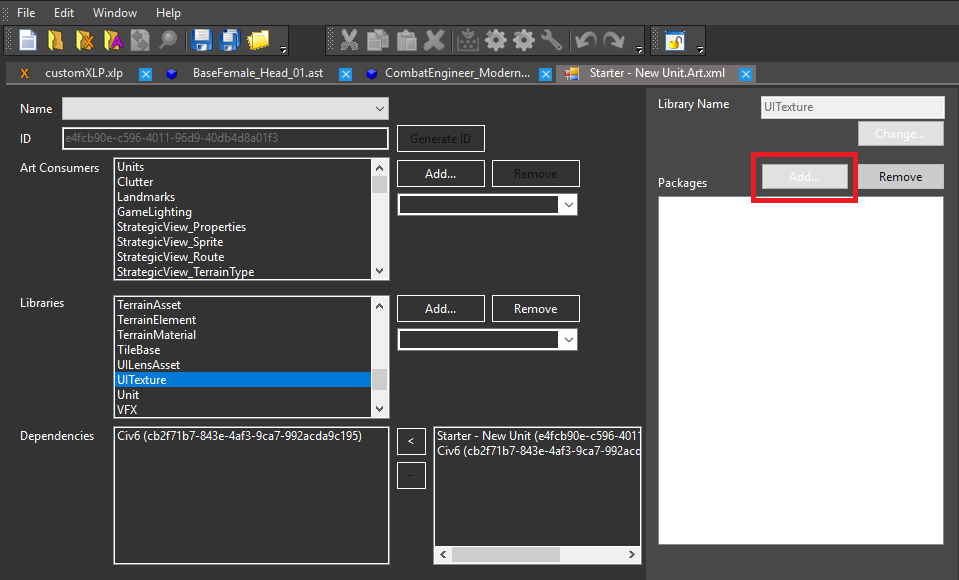 File Edit Window Help
X customXLP.xlp BaseFemale_Head_01.ast CombatEngineer_Modern... Starter - New Unit.Art.xml
Name
Library Name UITexture
ID e4fcb90e-c596-4011-96d9-40db4d8a01f3 Generate ID
Change...
Art Consumers
Units
Clutter
Landmarks
GameLighting
StrategicView_Properties
StrategicView_Sprite
StrategicView_Route
StrategicView_TerrainType
Add... Remove
Packages Add... Remove
Libraries
TerrainAsset
TerrainElement
TerrainMaterial
TileBase
UILensAsset
UITexture
Unit
VFX
Add... Remove
Dependencies
Civ6 (cb2f71b7-843e-4af3-9ca7-992acda9c195)
<
-
Starter - New Unit (e4fcb90e-c596-4011
Civ6 (cb2f71b7-843e-4af3-9ca7-992acd